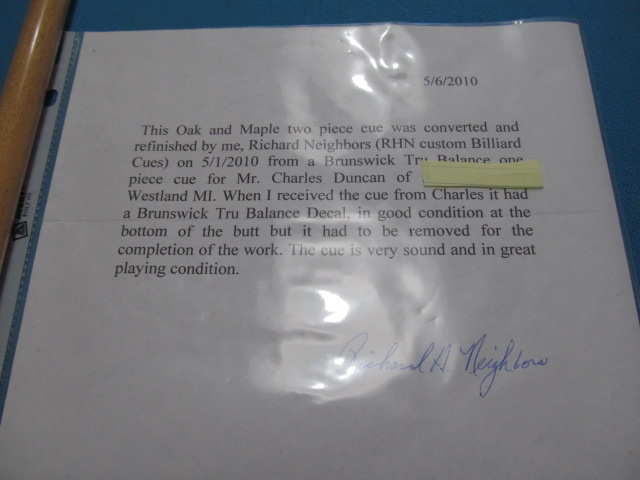 5/6/2010
This Oak and Maple two piece cue was converted and
refinished by me, Richard Neighbors (RHN custom Billiard
Cues) on 5/1/2010 from a Brunswick Tru Balance one
piece cue for Mr. Charles Duncan of
Westland MI. When I received the cue from Charles it had
a Brunswick Tru Balance Decal, in good condition at the
bottom of the butt but it had to be removed for the
completion of the work. The cue is very sound and in great
playing condition.
Richard H. Neighbors